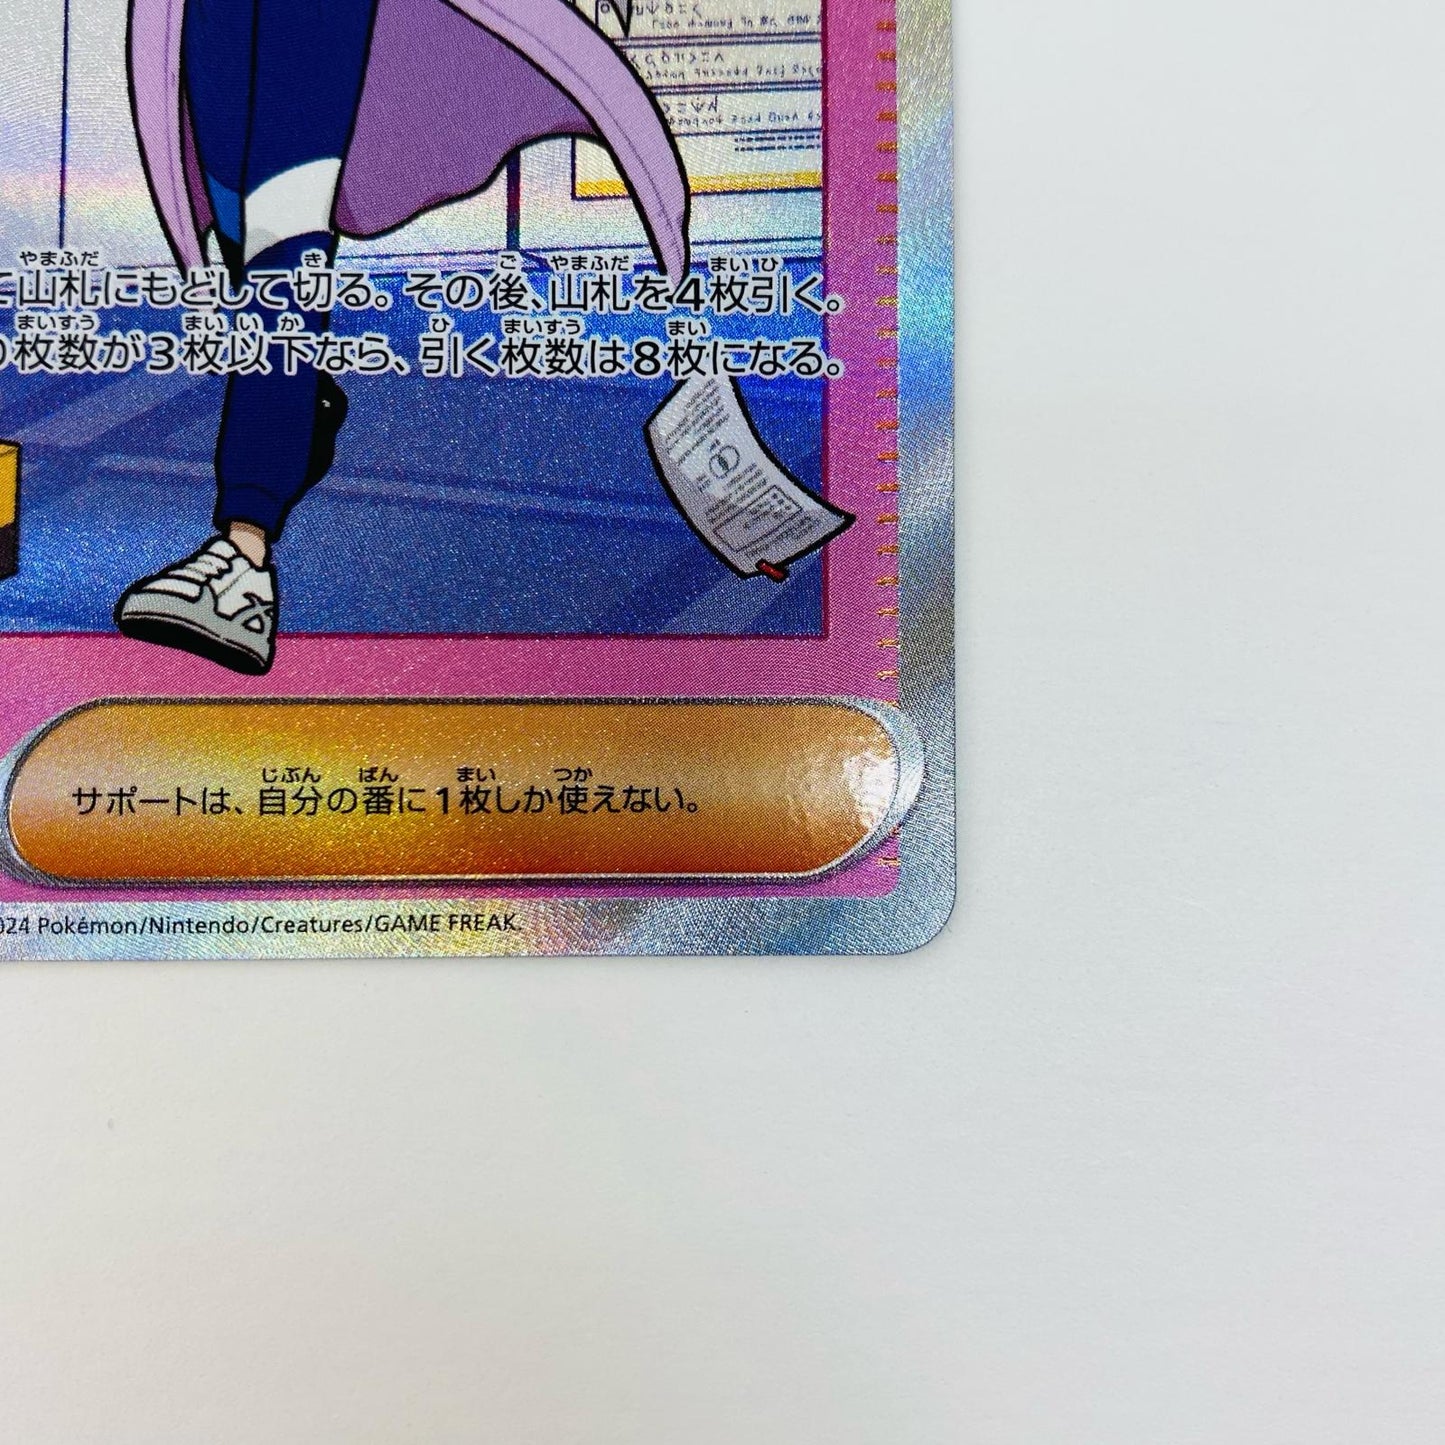 て山札にもどして切る。その後、山札を4枚引く。
の枚数が3枚以下なら、引く枚数は8枚になる。
サポートは、自分の番に1枚しか使えない。
024 Pokémon/Nintendo/Creatures/GAME FREAK.